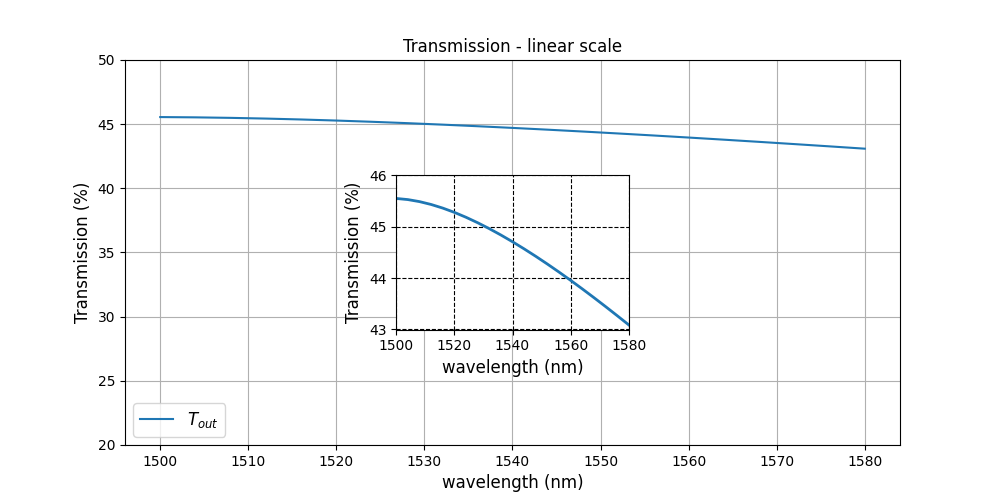 Transmission - linear scale
Transmission (%)
50
45
40
35
30
25
20
1500 1510 1520 1530 1540 1550 1560 1570 1580
wavelength (nm)
T_out
Transmission (%)
46
45
44
43
1500 1520 1540 1560 1580
wavelength (nm)